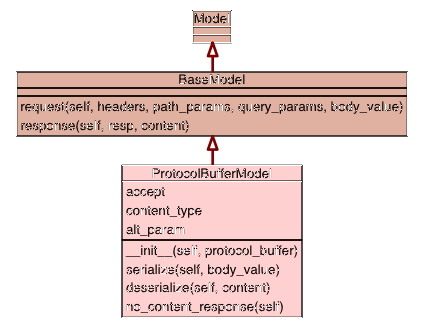 Model
BaseModel
request(self, headers, path_params, query_params, body_value)
response(self, resp, content)
ProtocolBufferModel
accept
content_type
alt_param
__init__(self, protocol_buffer)
serialize(self, body_value)
deserialize(self, content)
no_content_response(self)